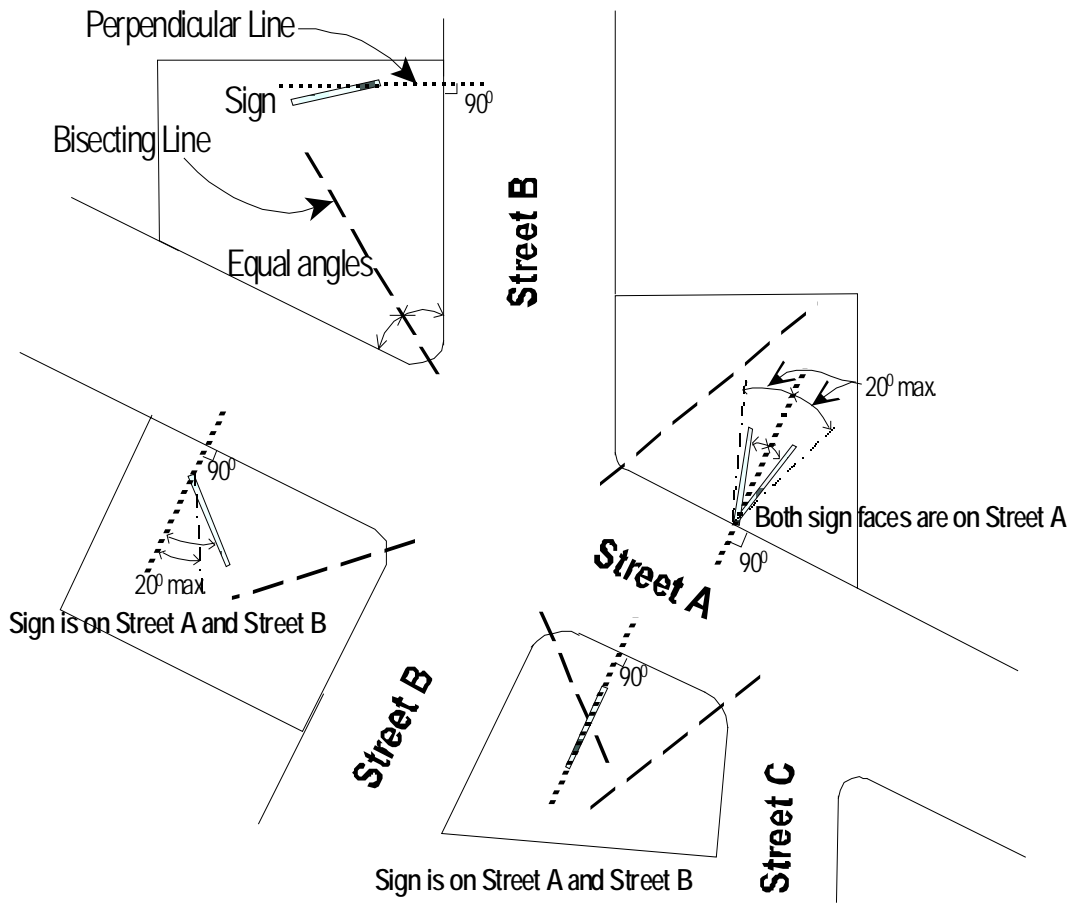 Perpendicular Line
Sign
90⁰
Bisecting Line
Street B
Equal angles
20⁰ max.
90⁰
Both sign faces are on Street A
90⁰
Street A
20⁰ max.
Sign is on Street A and Street B
90⁰
Street B
Street C
Sign is on Street A and Street B